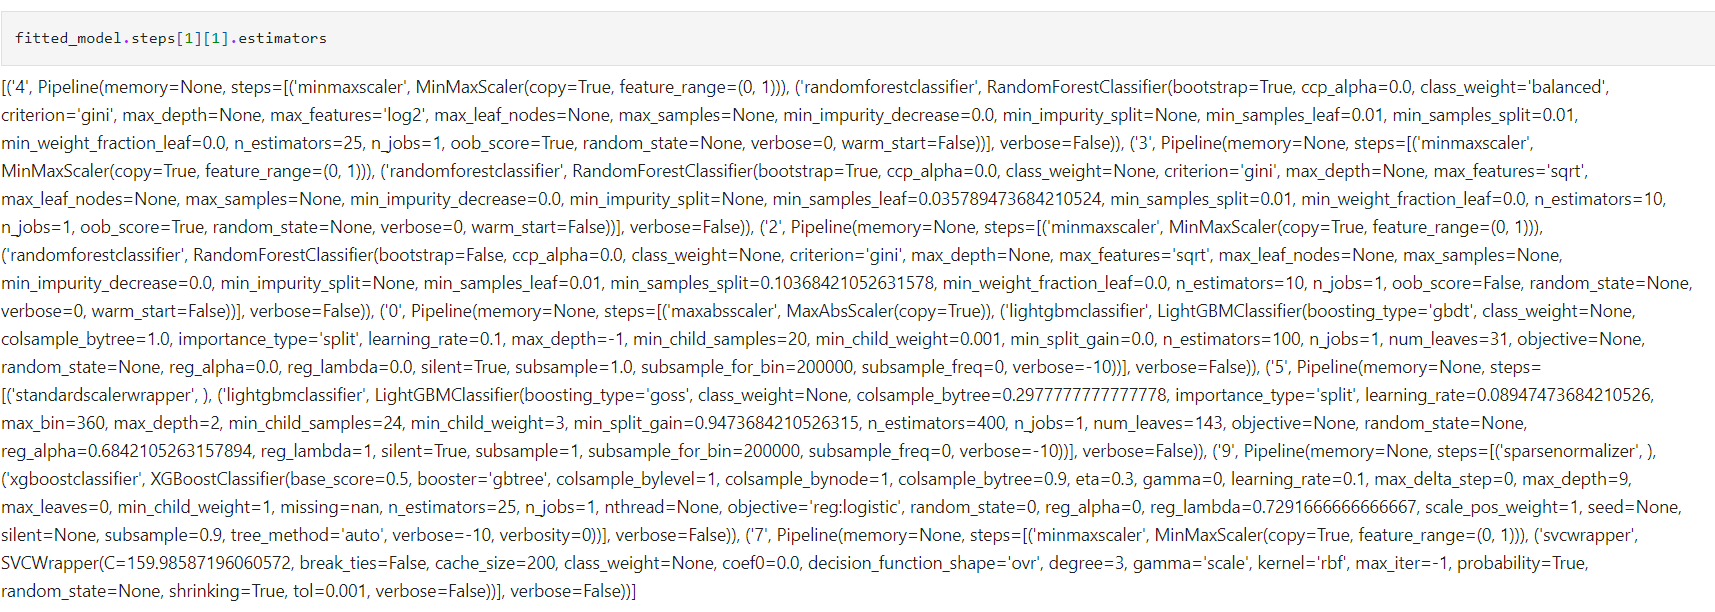 fitted_model.steps[1][1].estimators
[('4', Pipeline(memory=None, steps=[('minmaxscaler', MinMaxScaler(copy=True, feature_range=(0, 1))), ('randomforestclassifier', RandomForestClassifier(bootstrap=True, ccp_alpha=0.0, class_weight='balanced',
criterion='gini', max_depth=None, max_features='log2', max_leaf_nodes=None, max_samples=None, min_impurity_decrease=0.0, min_impurity_split=None, min_samples_leaf=0.01, min_samples_split=0.01,
min_weight_fraction_leaf=0.0, n_estimators=25, n_jobs=1, oob_score=True, random_state=None, verbose=0, warm_start=False))], verbose=False)), ('3', Pipeline(memory=None, steps=[('minmaxscaler',
MinMaxScaler(copy=True, feature_range=(0, 1))), ('randomforestclassifier', RandomForestClassifier(bootstrap=True, ccp_alpha=0.0, class_weight=None, criterion='gini', max_depth=None, max_features='sqrt',
max_leaf_nodes=None, max_samples=None, min_impurity_decrease=0.0, min_impurity_split=None, min_samples_leaf=0.035789473684210524, min_samples_split=0.01, min_weight_fraction_leaf=0.0, n_estimators=10,
n_jobs=1, oob_score=True, random_state=None, verbose=0, warm_start=False))], verbose=False)), ('2', Pipeline(memory=None, steps=[('minmaxscaler', MinMaxScaler(copy=True, feature_range=(0, 1))),
('randomforestclassifier', RandomForestClassifier(bootstrap=False, ccp_alpha=0.0, class_weight=None, criterion='gini', max_depth=None, max_features='sqrt', max_leaf_nodes=None, max_samples=None,
min_impurity_decrease=0.0, min_impurity_split=None, min_samples_leaf=0.01, min_samples_split=0.10368421052631578, min_weight_fraction_leaf=0.0, n_estimators=10, n_jobs=1, oob_score=False, random_state=None,
verbose=0, warm_start=False))], verbose=False)), ('0', Pipeline(memory=None, steps=[('maxabsscaler', MaxAbsScaler(copy=True)), ('lightgbmclassifier', LightGBMClassifier(boosting_type='gbdt', class_weight=None,
colsample_bytree=1.0, importance_type='split', learning_rate=0.1, max_depth=-1, min_child_samples=20, min_child_weight=0.001, min_split_gain=0.0, n_estimators=100, n_jobs=1, num_leaves=31, objective=None,
random_state=None, reg_alpha=0.0, reg_lambda=0.0, silent=True, subsample=1.0, subsample_for_bin=200000, subsample_freq=0, verbose=-10))], verbose=False)), ('5', Pipeline(memory=None, steps=
[('standardscalerwrapper', ), ('lightgbmclassifier', LightGBMClassifier(boosting_type='goss', class_weight=None, colsample_bytree=0.2977777777777778, importance_type='split', learning_rate=0.08947473684210526,
max_bin=360, max_depth=2, min_child_samples=24, min_child_weight=3, min_split_gain=0.9473684210526315, n_estimators=400, n_jobs=1, num_leaves=143, objective=None, random_state=None,
reg_alpha=0.6842105263157894, reg_lambda=1, silent=True, subsample=1, subsample_for_bin=200000, subsample_freq=0, verbose=-10))], verbose=False)), ('9', Pipeline(memory=None, steps=[('sparsenormalizer', ),
('xgboostclassifier', XGBoostClassifier(base_score=0.5, booster='gbtree', colsample_bylevel=1, colsample_bynode=1, colsample_bytree=0.9, eta=0.3, gamma=0, learning_rate=0.1, max_delta_step=0, max_depth=9,
max_leaves=0, min_child_weight=1, missing=nan, n_estimators=25, n_jobs=1, nthread=None, objective='reg:logistic', random_state=0, reg_alpha=0, reg_lambda=0.7291666666666667, scale_pos_weight=1, seed=None,
silent=None, subsample=0.9, tree_method='auto', verbose=-10, verbosity=0))], verbose=False)), ('7', Pipeline(memory=None, steps=[('minmaxscaler', MinMaxScaler(copy=True, feature_range=(0, 1))), ('svcwrapper',
SVCWrapper(C=159.98587196060572, break_ties=False, cache_size=200, class_weight=None, coef0=0.0, decision_function_shape='ovr', degree=3, gamma='scale', kernel='rbf', max_iter=-1, probability=True,
random_state=None, shrinking=True, tol=0.001, verbose=False))], verbose=False))]